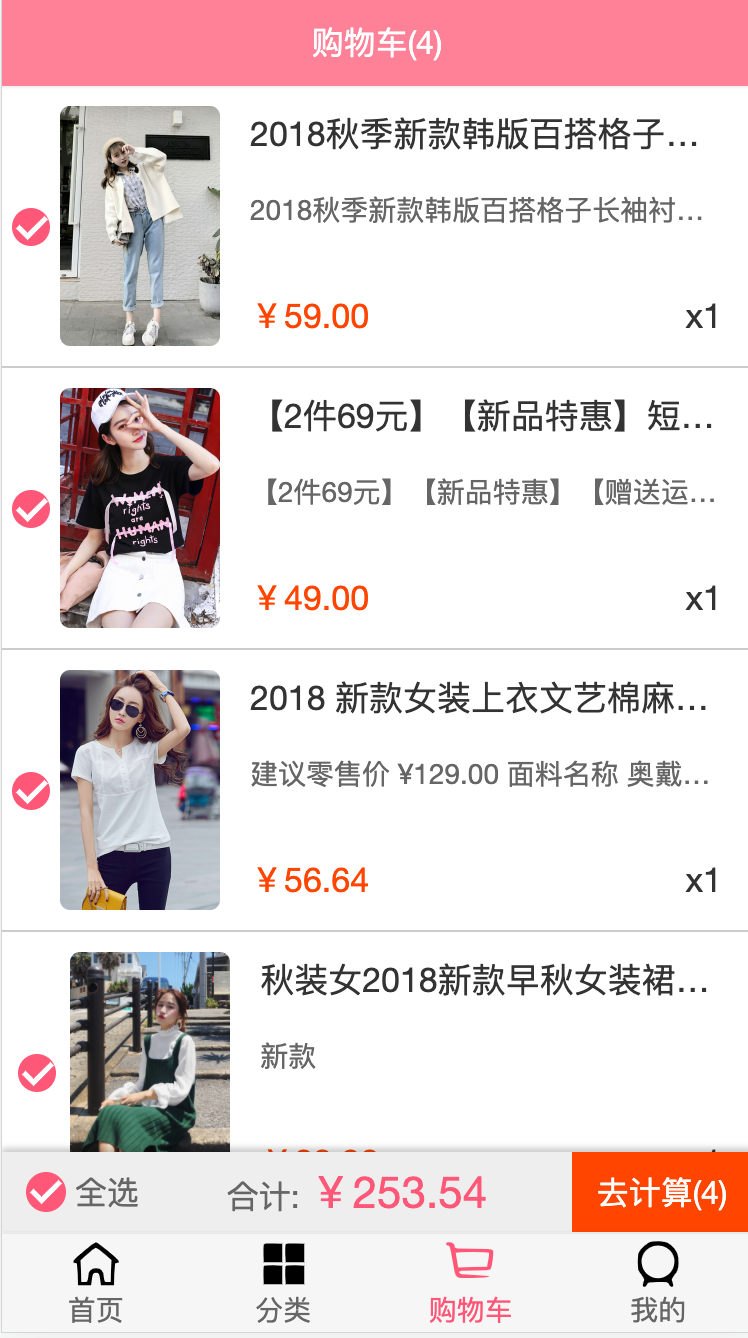 购物车(4)
2018秋季新款韩版百搭格子...
2018秋季新款韩版百搭格子长袖衬...
￥59.00
x1
【2件69元】【新品特惠】短...
【2件69元】【新品特惠】【赠送运...
￥49.00
x1
WOMEN
rights
are
HUMAN
rights
2018 新款女装上衣文艺棉麻...
建议零售价 ¥129.00 面料名称 奥戴...
￥56.64
x1
秋装女2018新款早秋女装裙...
新款
全选
合计: ￥253.54
去计算(4)
首页
分类
购物车
我的